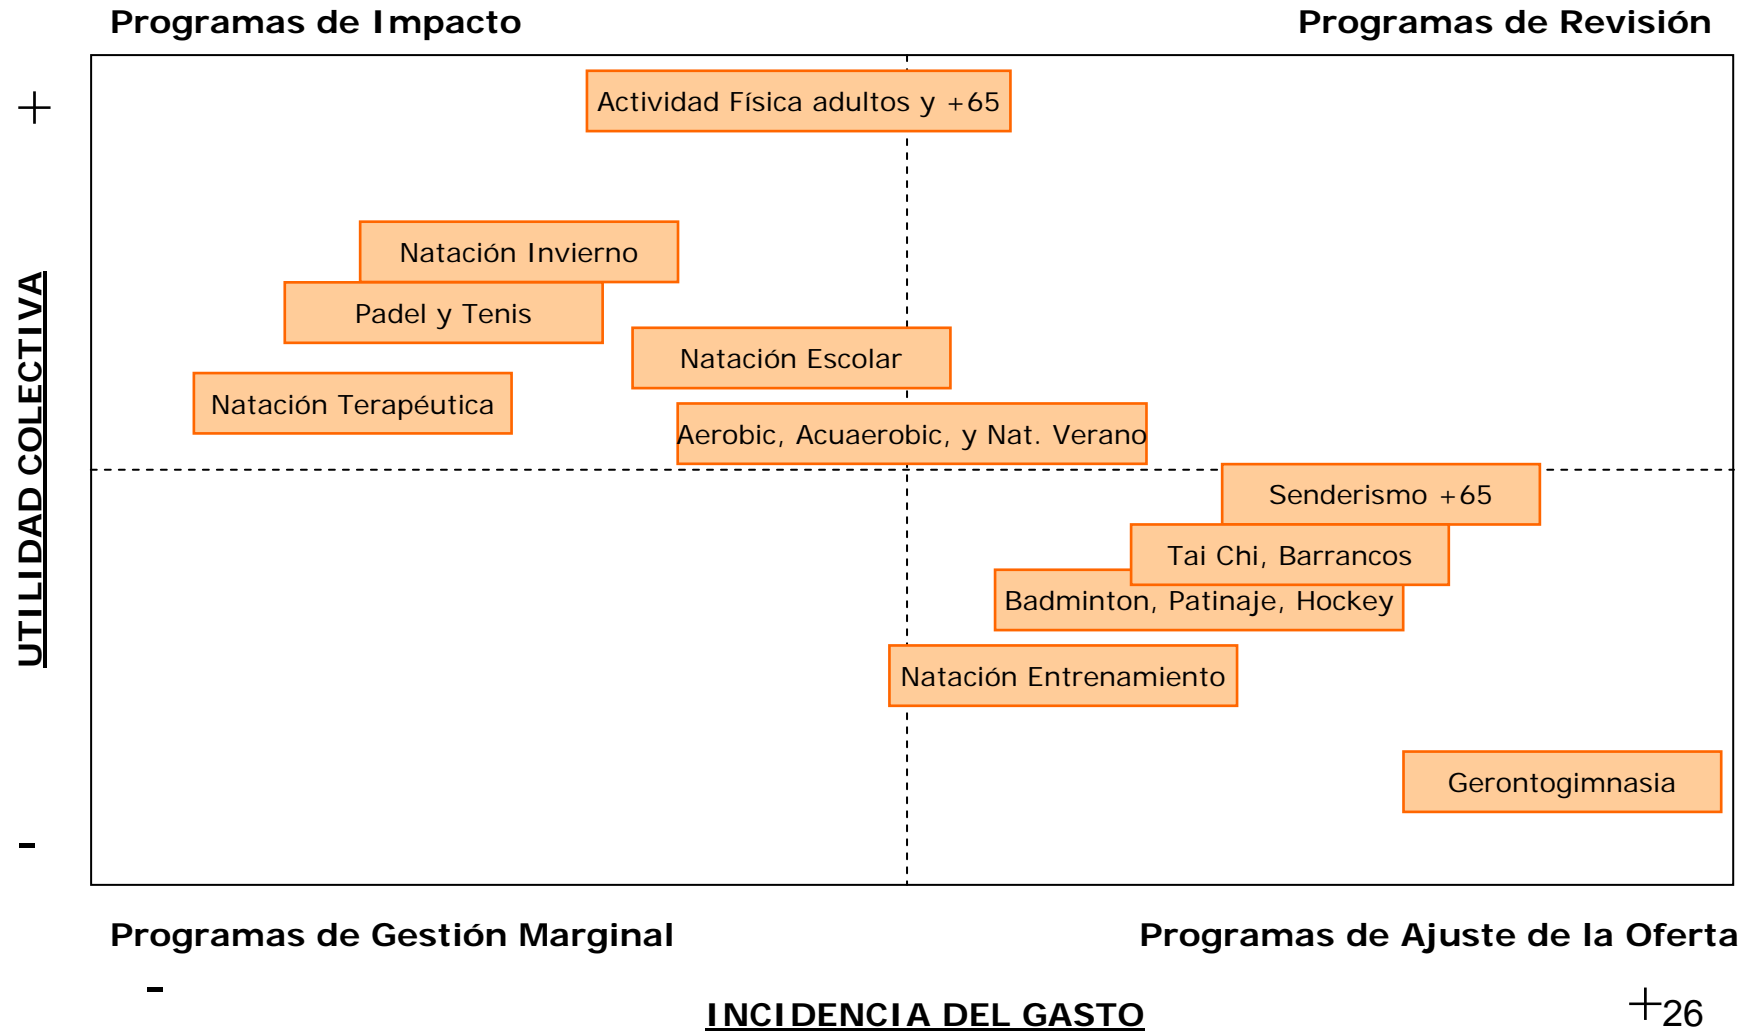 Programas de Impacto
Programas de Revisión
+
Actividad Física adultos y +65
Natación Invierno
Padel y Tenis
Natación Escolar
Natación Terapéutica
Aerobic, Acuaerobic, y Nat. Verano
UTILIDAD COLECTIVA
Senderismo +65
Tai Chi, Barrancos
Badminton, Patinaje, Hockey
Natación Entrenamiento
Gerontogimnasia
-
Programas de Gestión Marginal
Programas de Ajuste de la Oferta
-
INCIDENCIA DEL GASTO
+
26